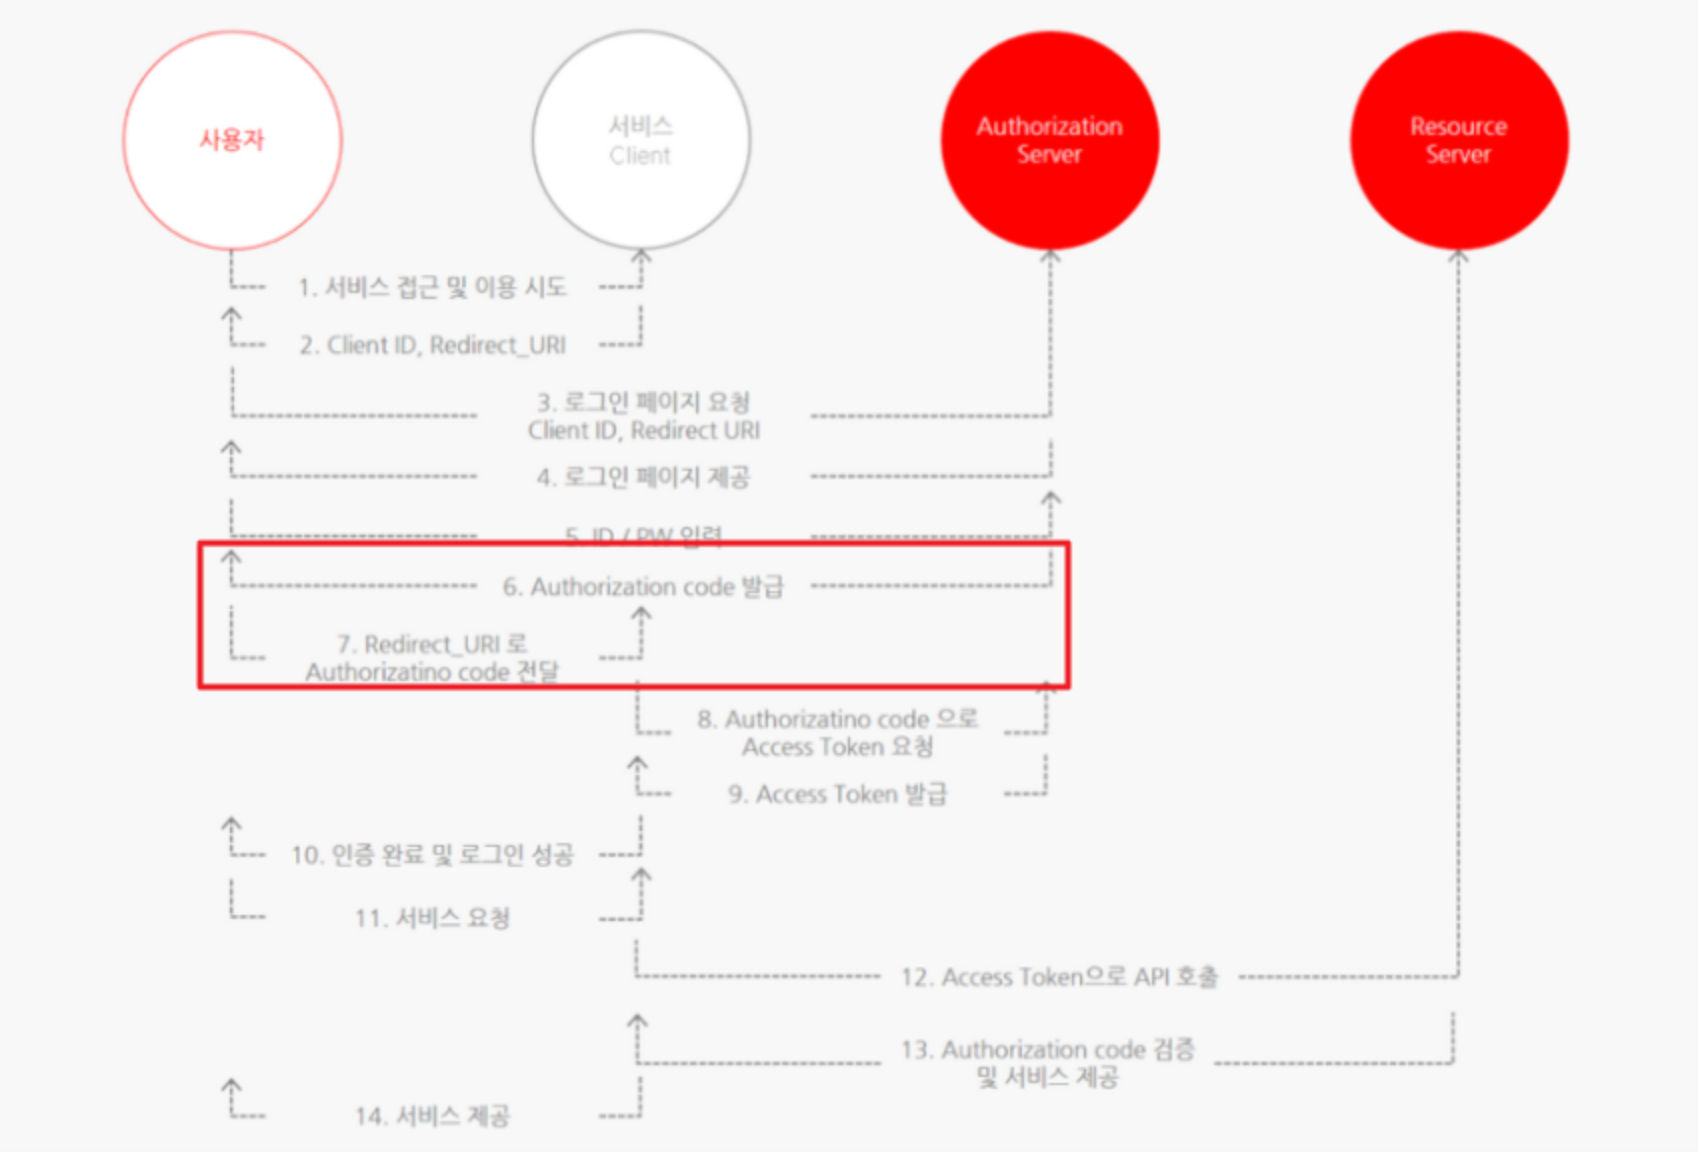 사용자
서비스
Client
Authorization
Server
Resource
Server
1. 서비스 접근 및 이용 시도
2. Client ID, Redirect_URI
3. 로그인 페이지 요청
Client ID, Redirect URI
4. 로그인 페이지 제공
5. ID / PW 입력
6. Authorization code 발급
7. Redirect_URI 로
Authorizatino code 전달
8. Authorizatino code 으로
Access Token 요청
9. Access Token 발급
10. 인증 완료 및 로그인 성공
11. 서비스 요청
12. Access Token으로 API 호출
13. Authorization code 검증
및 서비스 제공
14. 서비스 제공